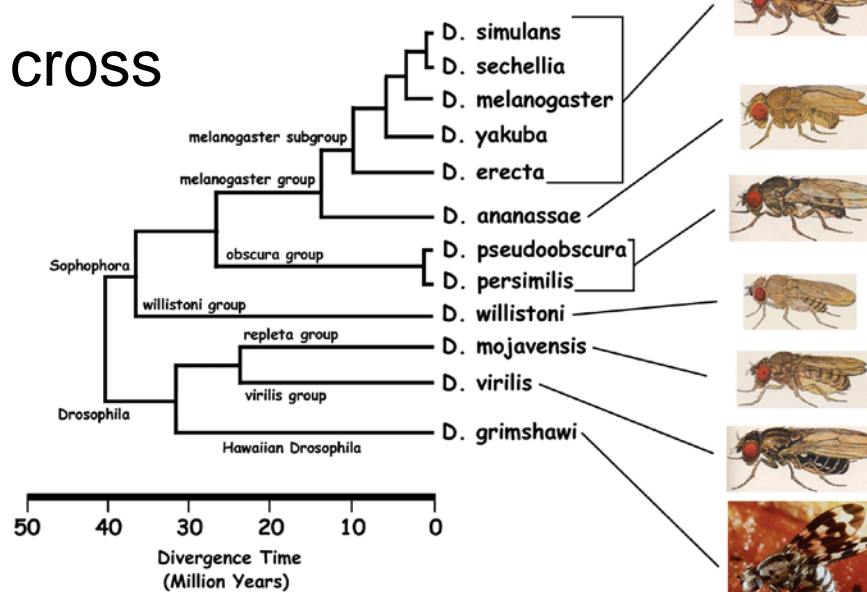 cross
D. simulans
D. sechellia
D. melanogaster
D. yakuba
D. erecta
D. ananassae
D. pseudoobscura
D. persimilis
D. willistoni
D. mojavensis
D. virilis
D. grimshawi
melanogaster subgroup
melanogaster group
obscura group
Sophophora
willistoni group
repleta group
virilis group
Drosophila
Hawaiian Drosophila
50 40 30 20 10 0
Divergence Time
(Million Years)